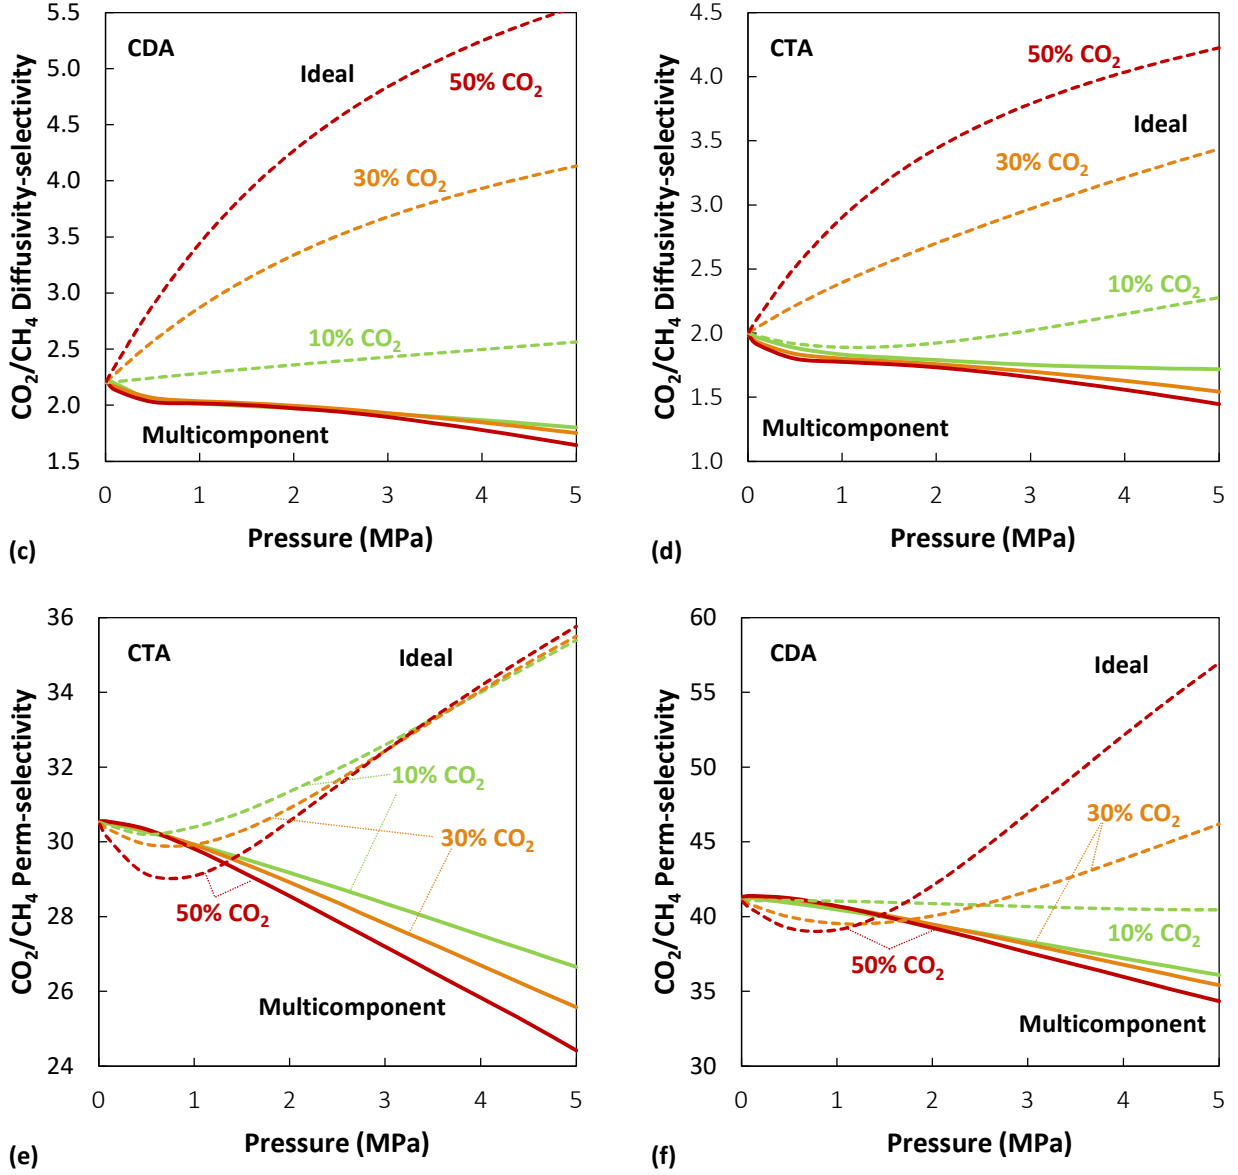 CO₂/CH₄ Diffusivity-selectivity
5.0
4.5
4.0
3.5
3.0
2.5
2.0
1.5
CDA
Ideal
50% CO₂
30% CO₂
10% CO₂
Multicomponent
0 1 2 3 4 5
Pressure (MPa)
(c)
CO₂/CH₄ Diffusivity-selectivity
4.5
4.0
3.5
3.0
2.5
2.0
1.5
1.0
CTA
50% CO₂
Ideal
30% CO₂
10% CO₂
Multicomponent
0 1 2 3 4 5
Pressure (MPa)
(d)
CO₂/CH₄ Perm-selectivity
36
34
32
30
28
26
24
CTA
Ideal
10% CO₂
30% CO₂
50% CO₂
Multicomponent
0 1 2 3 4 5
Pressure (MPa)
(e)
CO₂/CH₄ Perm-selectivity
60
55
50
45
40
35
30
CDA
Ideal
30% CO₂
10% CO₂
50% CO₂
Multicomponent
0 1 2 3 4 5
Pressure (MPa)
(f)